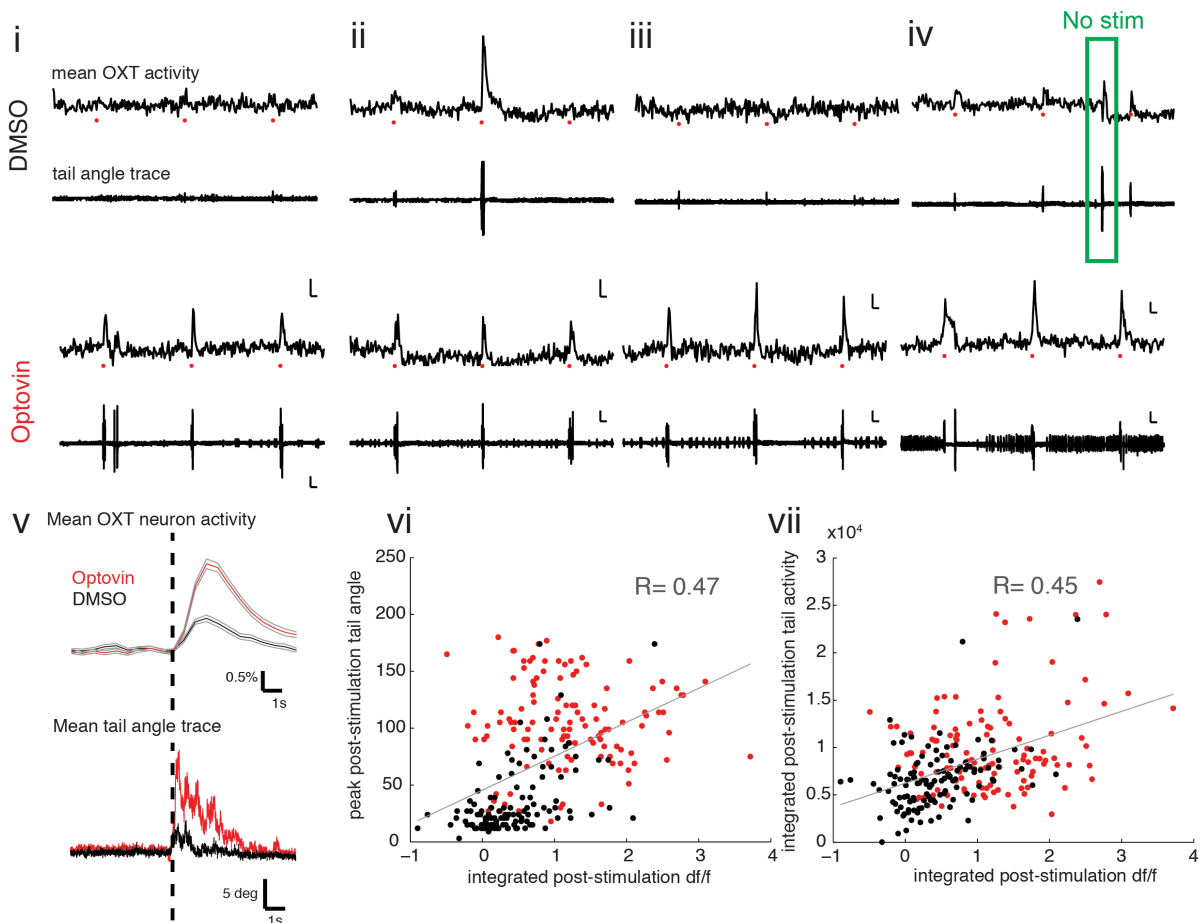 i
ii
iii
iv
No stim
mean OXT activity
DMSO
tail angle trace
Optovin
v
Mean OXT neuron activity
Optovin
DMSO
0.5%
1s
Mean tail angle trace
5 deg
1s
vi
R= 0.47
peak post-stimulation tail angle
250
200
150
100
50
0
−1
0
1
2
3
4
integrated post-stimulation df/f
vii
x10⁴
R= 0.45
integrated post-stimulation tail activity
3
2.5
2
1.5
1
0.5
0
−1
0
1
2
3
4
integrated post-stimulation df/f